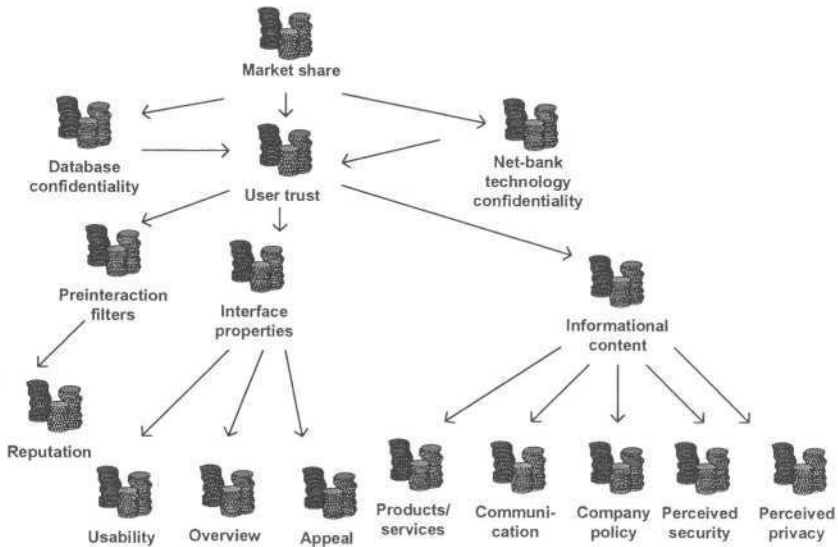 Market share
Database
confidentiality
User trust
Net-bank
technology
confidentiality
Preinteraction
filters
Interface
properties
Informational
content
Reputation
Usability
Overview
Appeal
Products/
services
Communi-
cation
Company
policy
Perceived
security
Perceived
privacy